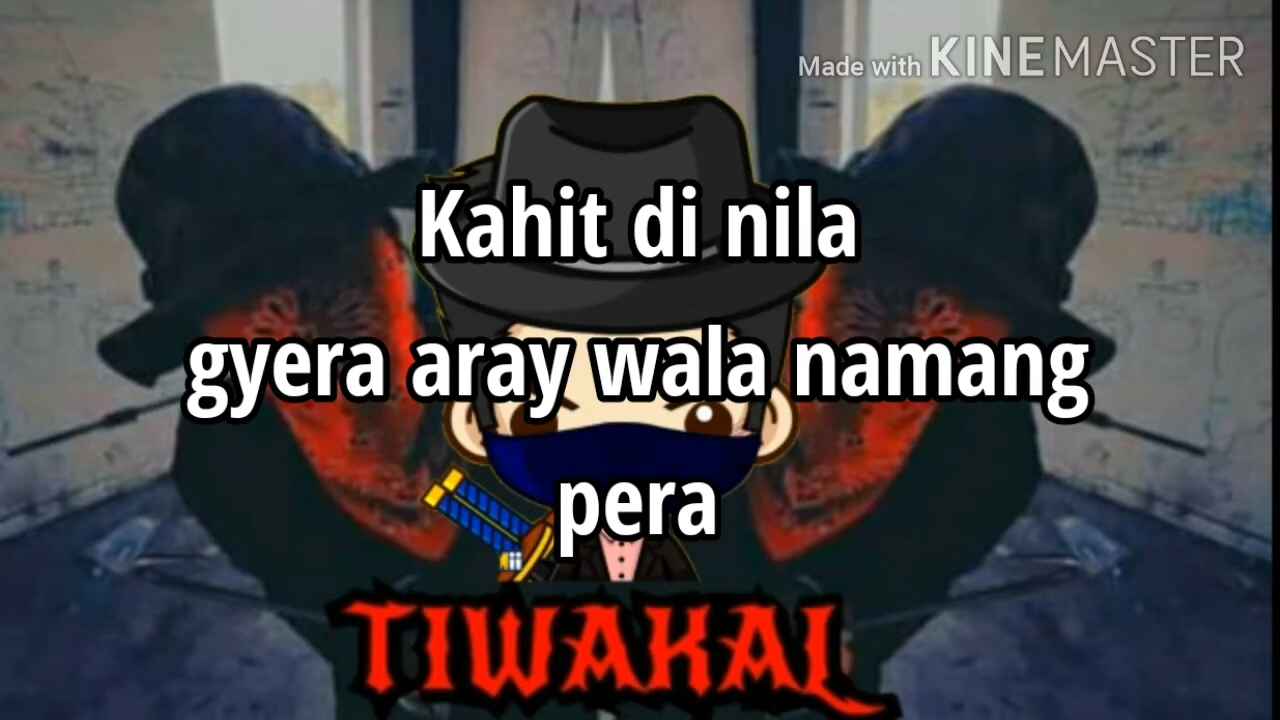 Made with KINEMASTER
Kahit di nila
gyera aray wala namang
pera
TIWAKAL